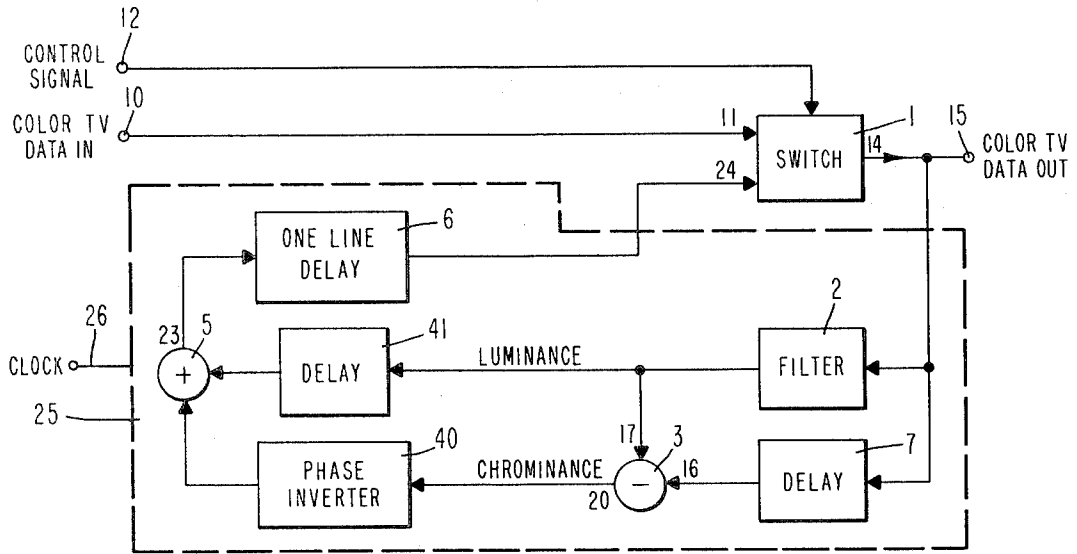 12
CONTROL
SIGNAL
10
COLOR TV
DATA IN
11
1
15
SWITCH
14
COLOR TV
DATA OUT
24
6
ONE LINE
DELAY
26
CLOCK
25
23
5
+
41
DELAY
LUMINANCE
2
FILTER
17
3
40
PHASE
INVERTER
CHROMINANCE
20
−
16
7
DELAY